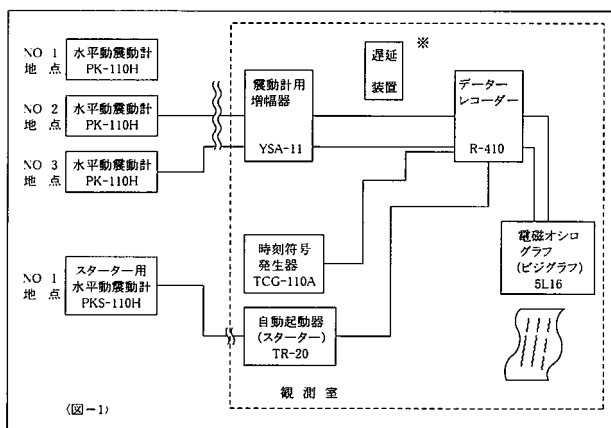 NO 1
地 点
水平動震動計
PK-110H
NO 2
地 点
水平動震動計
PK-110H
NO 3
地 点
水平動震動計
PK-110H
NO 1
地 点
スターター用
水平動震動計
PKS-110H
震動計用
増幅器
YSA-11
遅延
装置
※
データー
レコーダー
R-410
時刻符号
発生器
TCG-110A
自動起動器
(スターター)
TR-20
電磁オシロ
グラフ
(ビジグラフ)
5L16
観 測 室
〈図-1〉